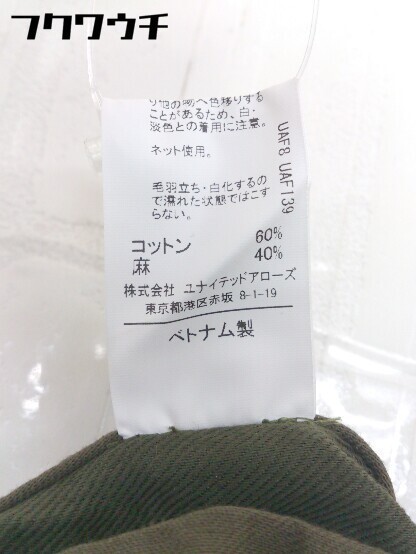 フクワウチ
り他の物へ色移りする
ことがあるため、白・
淡色との着用に注意。
ネット使用。
毛羽立ち・白化するの
で濡れた状態ではこす
らない。
UAF8 UAF139
コットン 60%
麻 40%
株式会社 ユナイテッドアローズ
東京都港区赤坂 8-1-19
ベトナム製